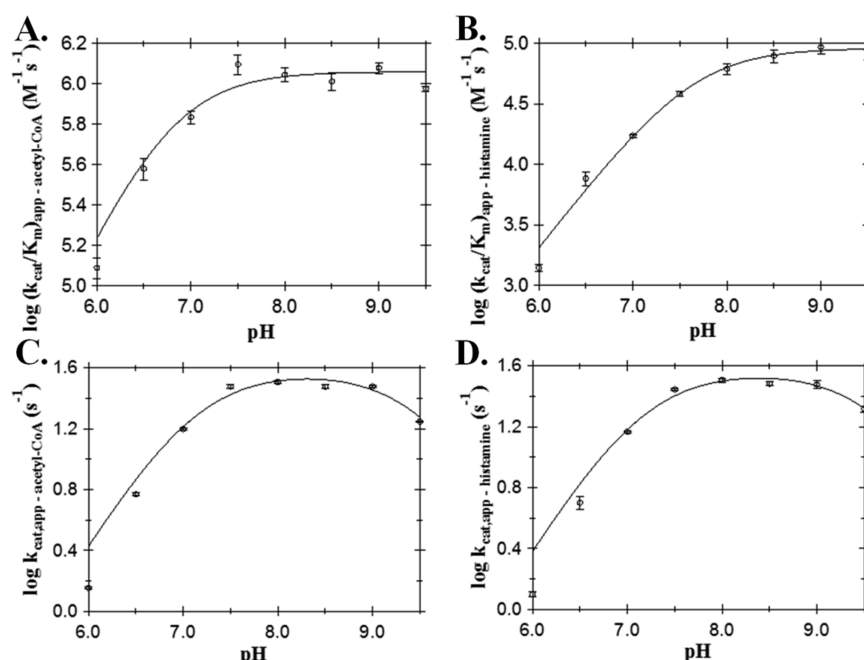 A.
log (kcat/Km)app - acetyl-CoA (M-1 s-1)
6.2
6.0
5.8
5.6
5.4
5.2
5.0
6.0 7.0 8.0 9.0
pH
B.
log (kcat/Km)app - histamine (M-1 s-1)
5.0
4.5
4.0
3.5
3.0
6.0 7.0 8.0 9.0
pH
C.
log kcat,app - acetyl-CoA (s-1)
1.6
1.2
0.8
0.4
0.0
6.0 7.0 8.0 9.0
pH
D.
log kcat,app - histamine (s-1)
1.6
1.2
0.8
0.4
0.0
6.0 7.0 8.0 9.0
pH